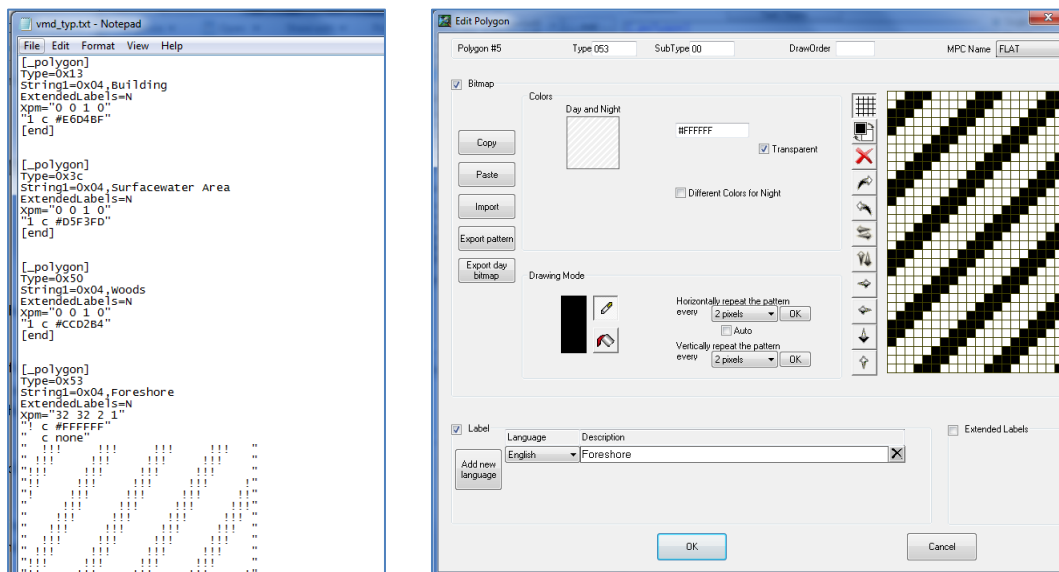 vmd_typ.txt - Notepad
File Edit Format View Help
[_polygon]
Type=0x13
String1=0x04,Building
ExtendedLabels=N
Xpm="0 0 1 0"
"1 c #E6D4BF"
[end]
[_polygon]
Type=0x3c
String1=0x04,Surfacewater Area
ExtendedLabels=N
Xpm="0 0 1 0"
"1 c #D5F3FD"
[end]
[_polygon]
Type=0x50
String1=0x04,Woods
ExtendedLabels=N
Xpm="0 0 1 0"
"1 c #CCD2B4"
[end]
[_polygon]
Type=0x53
String1=0x04,Foreshore
ExtendedLabels=N
Xpm="32 32 2 1"
"! c #FFFFFF"
"  c none"
Edit Polygon
Polygon #5 Type 053 SubType 00 DrawOrder MPC Name FLAT
Bitmap
Colors
Day and Night
#FFFFFF
Transparent
Different Colors for Night
Copy
Paste
Import
Export pattern
Export day
bitmap
Drawing Mode
Horizontally repeat the pattern
every 2 pixels OK
Auto
Vertically repeat the pattern
every 2 pixels OK
Label
Language Description
Add new
language
English Foreshore
Extended Labels
OK Cancel